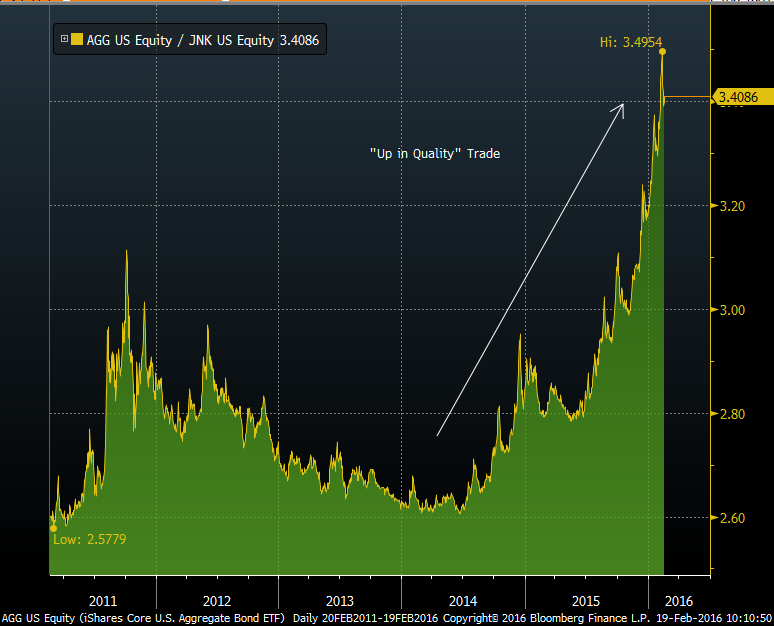 AGG US Equity / JNK US Equity 3.4086
Hi: 3.4954
3.4086
"Up in Quality" Trade
3.20
3.00
2.80
2.60
Low: 2.5779
2011 2012 2013 2014 2015 2016
AGG US Equity (iShares Core U.S. Aggregate Bond ETF) Daily 20FEB2011-19FEB2016 Copyright© 2016 Bloomberg Finance L.P. 19-Feb-2016 10:10:50